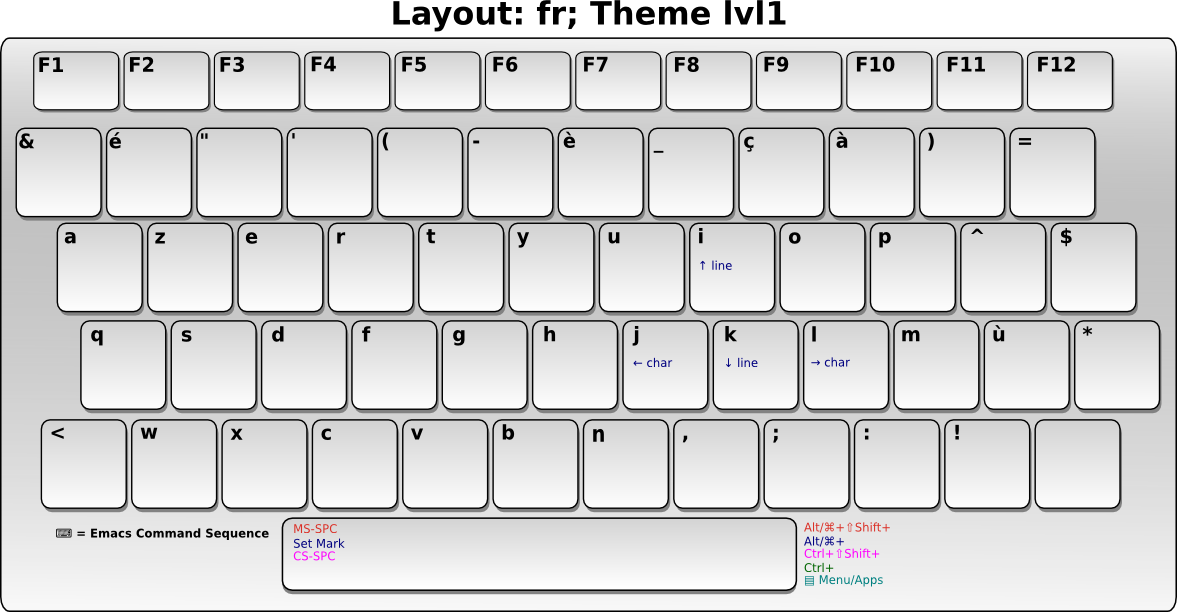 Layout: fr; Theme lvl1
F1 F2 F3 F4 F5 F6 F7 F8 F9 F10 F11 F12
& é " ' ( - è _ ç à ) =
a z e r t y u i o p ^ $
↑ line
q s d f g h j k l m ù *
← char ↓ line → char
< w x c v b n , ; : !
⌨ = Emacs Command Sequence
MS-SPC
Set Mark
CS-SPC
Alt/⌘+⇧Shift+
Alt/⌘+
Ctrl+⇧Shift+
Ctrl+
▤ Menu/Apps